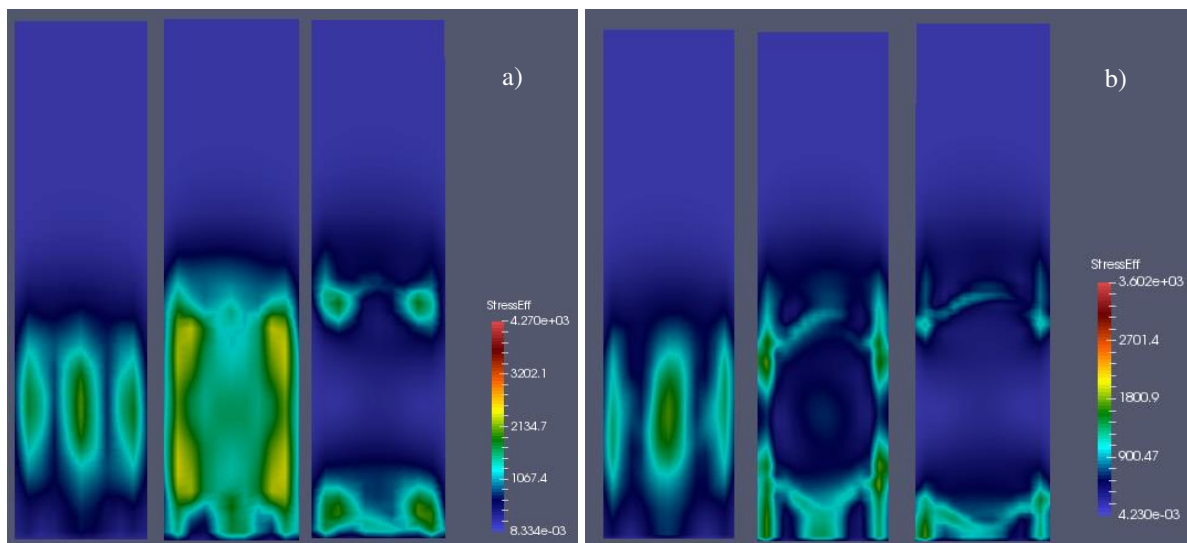 a)
StressEff
4.270e+03
3202.1
2134.7
1067.4
8.334e-03
b)
StressEff
3.602e+03
2701.4
1800.9
900.47
4.230e-03